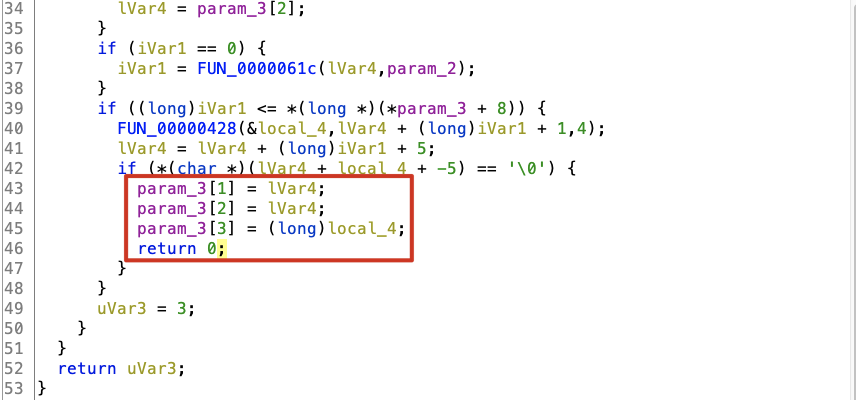 34 lVar4 = param_3[2];
35 }
36 if (iVar1 == 0) {
37 iVar1 = FUN_0000061c(lVar4,param_2);
38 }
39 if ((long)iVar1 <= *(long *)(*param_3 + 8)) {
40 FUN_00000428(&local_4,lVar4 + (long)iVar1 + 1,4);
41 lVar4 = lVar4 + (long)iVar1 + 5;
42 if (*(char *)(lVar4 + local_4 + -5) == '\0') {
43 param_3[1] = lVar4;
44 param_3[2] = lVar4;
45 param_3[3] = (long)local_4;
46 return 0;
47 }
48 }
49 uVar3 = 3;
50 }
51 }
52 return uVar3;
53 }